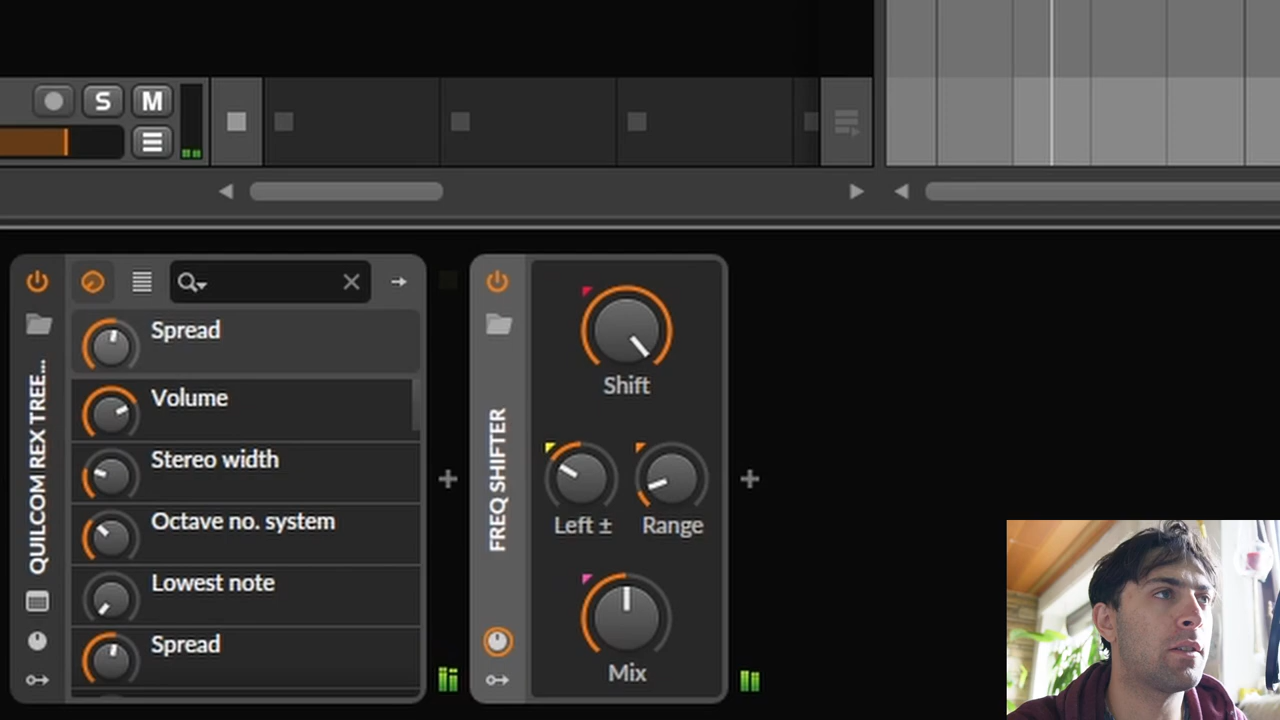 S M
QUILCOM REX TREE...
Spread
Volume
Stereo width
Octave no. system
Lowest note
Spread
FREQ SHIFTER
Shift
Left ± Range
Mix